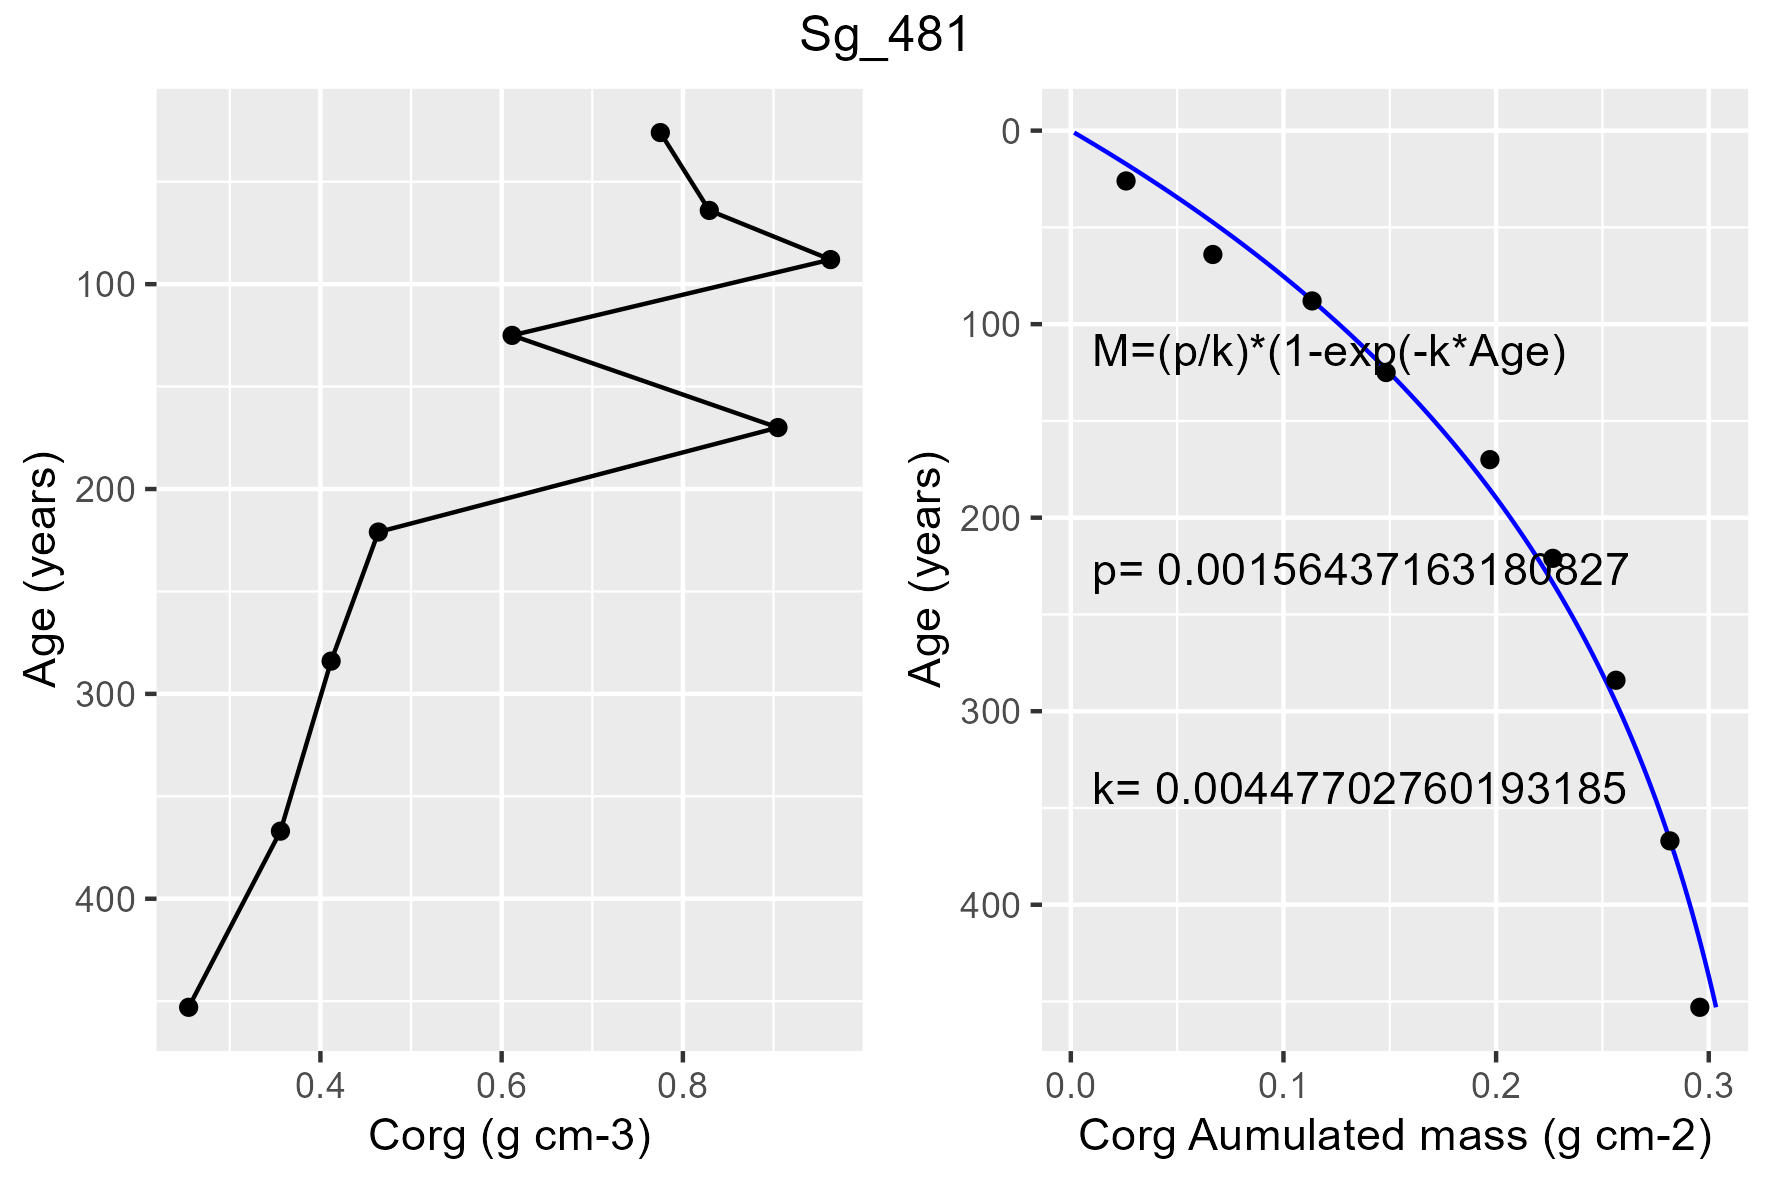 Sg_481
Age (years)
100
200
300
400
0.4
0.6
0.8
Corg (g cm-3)
Age (years)
0
100
200
300
400
M=(p/k)*(1-exp(-k*Age)
p= 0.00156437163180827
k= 0.00447702760193185
0.0
0.1
0.2
0.3
Corg Aumulated mass (g cm-2)